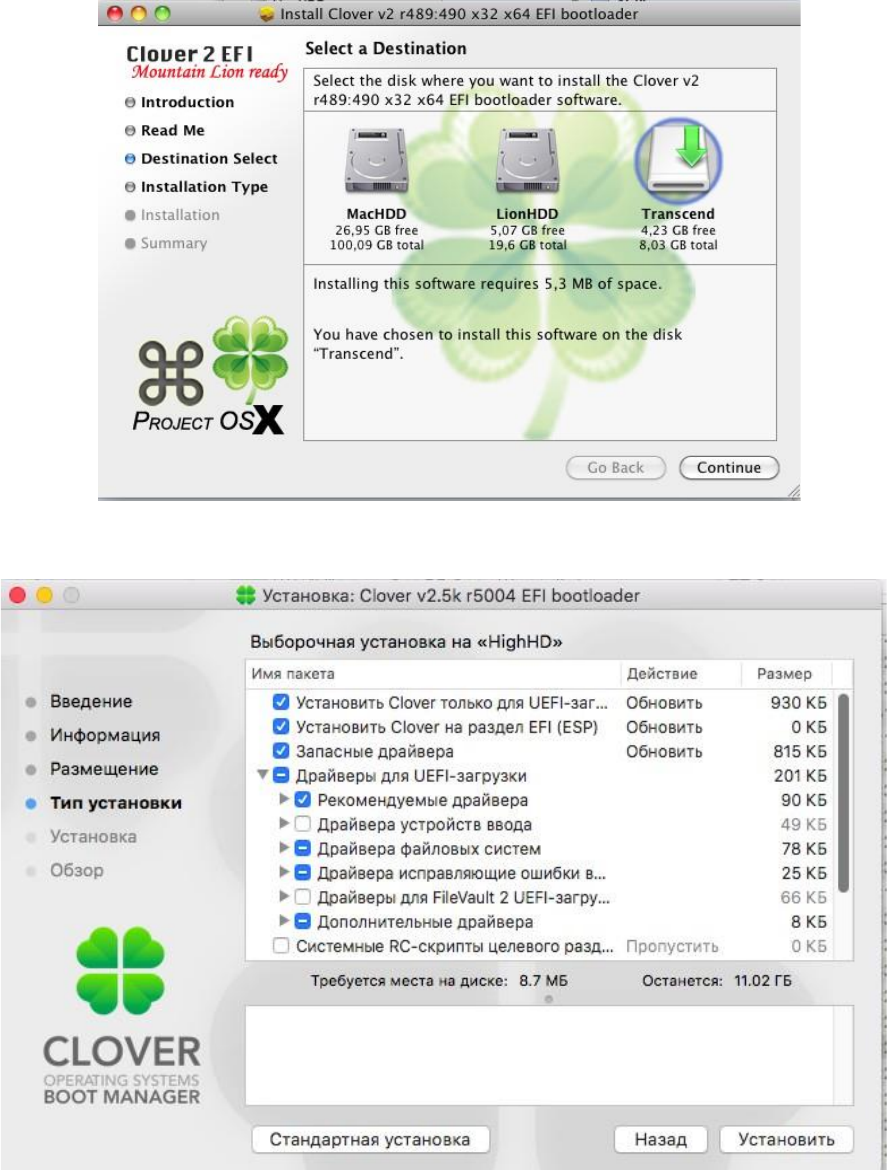 Install Clover v2 r489:490 x32 x64 EFI bootloader
Clover 2 EFI
Mountain Lion ready
Introduction
Read Me
Destination Select
Installation Type
Installation
Summary
PROJECT OSX
Select a Destination
Select the disk where you want to install the Clover v2
r489:490 x32 x64 EFI bootloader software.
MacHDD
26,95 GB free
100,09 GB total
LionHDD
5,07 GB free
19,6 GB total
Transcend
4,23 GB free
8,03 GB total
Installing this software requires 5,3 MB of space.
You have chosen to install this software on the disk
“Transcend”.
Go Back
Continue
Установка: Clover v2.5k r5004 EFI bootloader
Введение
Информация
Размещение
Тип установки
Установка
Обзор
CLOVER
OPERATING SYSTEMS
BOOT MANAGER
Выборочная установка на «HighHD»
Имя пакета Действие Размер
Установить Clover только для UEFI-заг... Обновить 930 КБ
Установить Clover на раздел EFI (ESP) Обновить 0 КБ
Запасные драйвера Обновить 815 КБ
Драйверы для UEFI-загрузки 201 КБ
Рекомендуемые драйвера 90 КБ
Драйвера устройств ввода 49 КБ
Драйвера файловых систем 78 КБ
Драйвера исправляющие ошибки в... 25 КБ
Драйверы для FileVault 2 UEFI-загру... 66 КБ
Дополнительные драйвера 8 КБ
Системные RC-скрипты целевого разд... Пропустить 0 КБ
Требуется места на диске: 8.7 МБ Останется: 11.02 ГБ
Стандартная установка
Назад
Установить